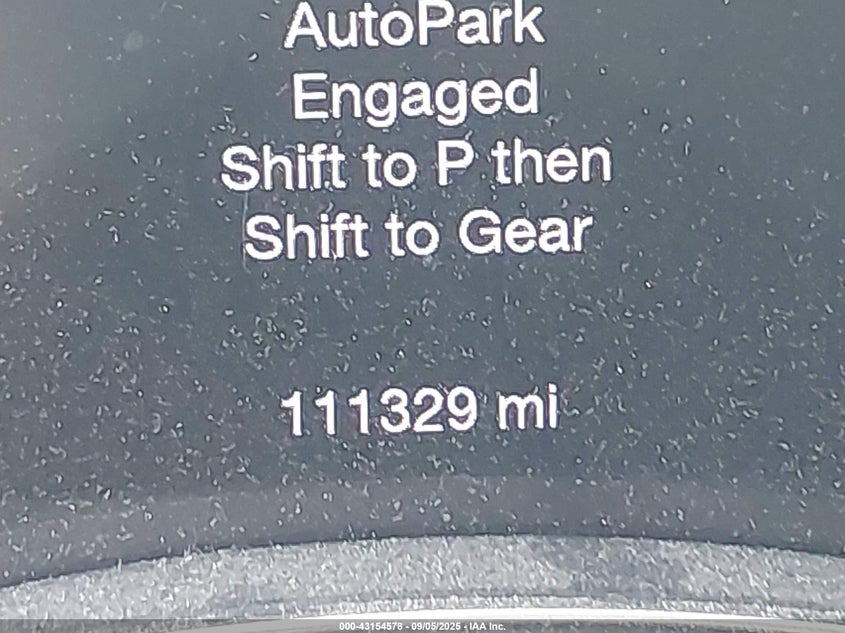 AutoPark
Engaged
Shift to P then
Shift to Gear
111329 mi
000-43154578 - 09/05/2025 - IAA Inc.